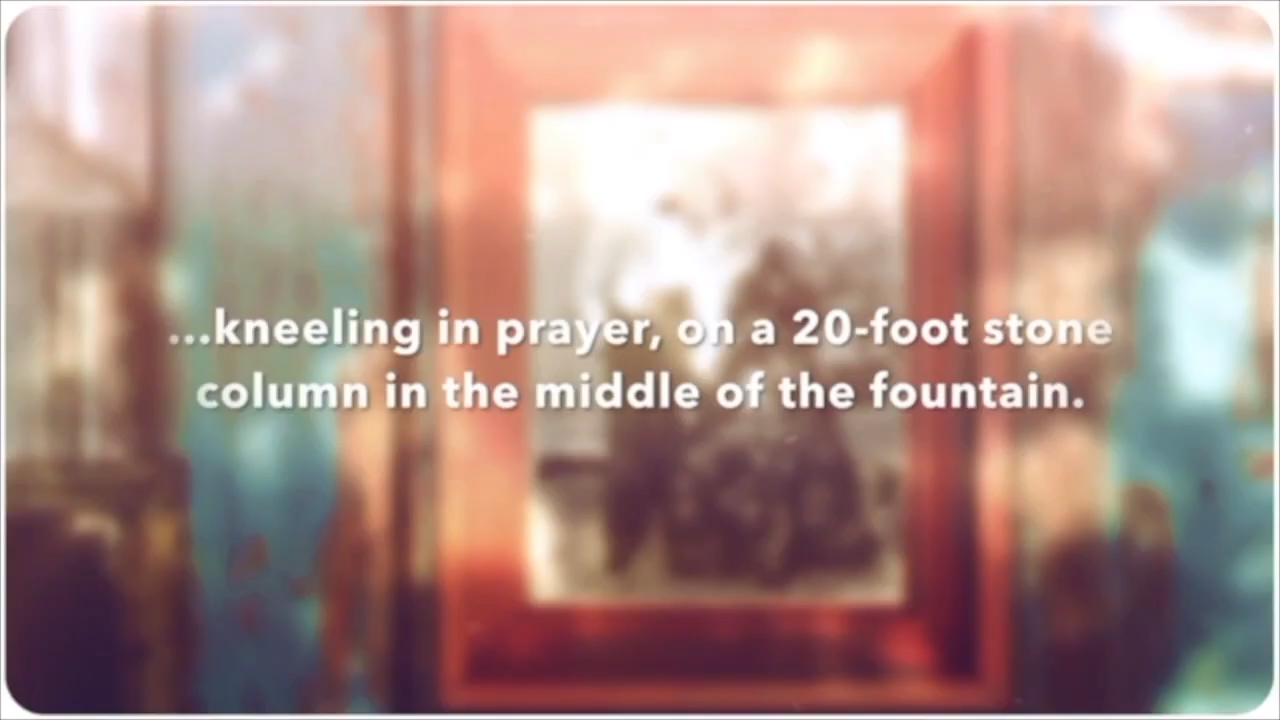 ...kneeling in prayer, on a 20-foot stone
column in the middle of the fountain.